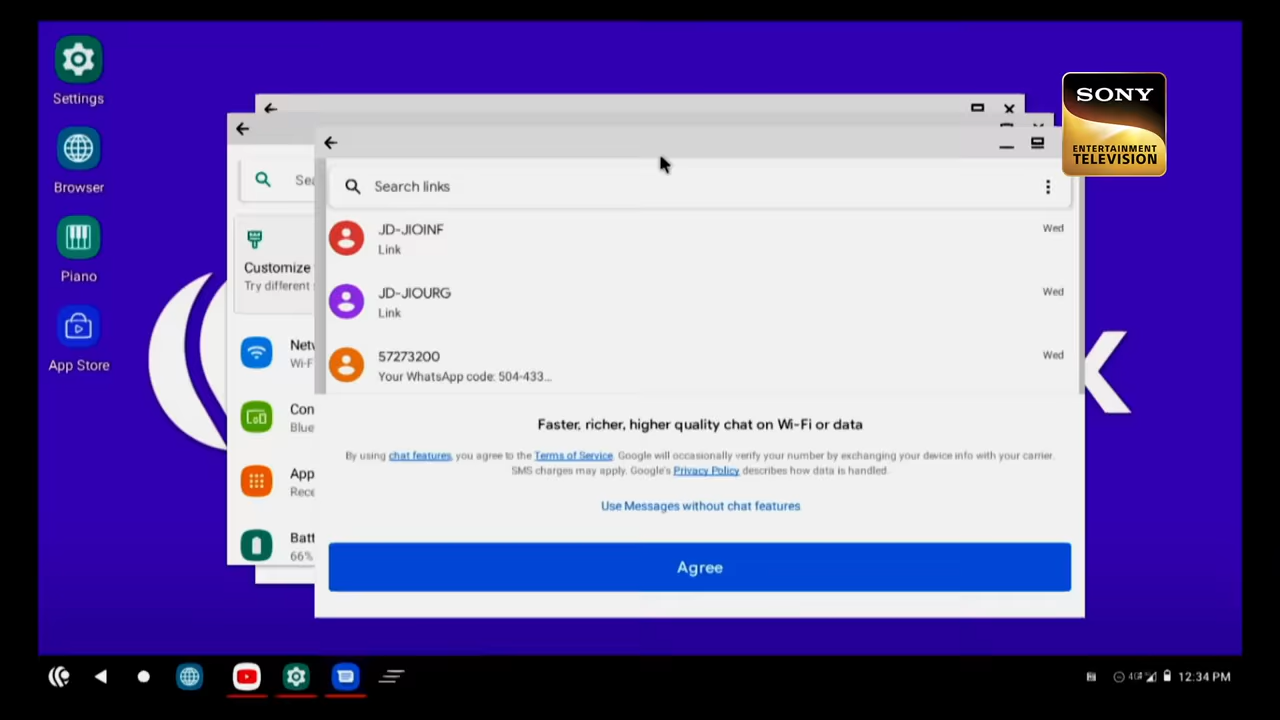 Settings
Browser
Piano
App Store
SONY
ENTERTAINMENT
TELEVISION
Customize
Try different
Wi-F
Blue
App
Rece
Batt
66%
Search links
JD-JIOINF
Link
Wed
JD-JIOURG
Link
Wed
57273200
Your WhatsApp code: 504-433...
Wed
Faster, richer, higher quality chat on Wi-Fi or data
By using chat features, you agree to the Terms of Service. Google will occasionally verify your number by exchanging your device info with your carrier.
SMS charges may apply. Google's Privacy Policy describes how data is handled.
Use Messages without chat features
Agree
12:34 PM